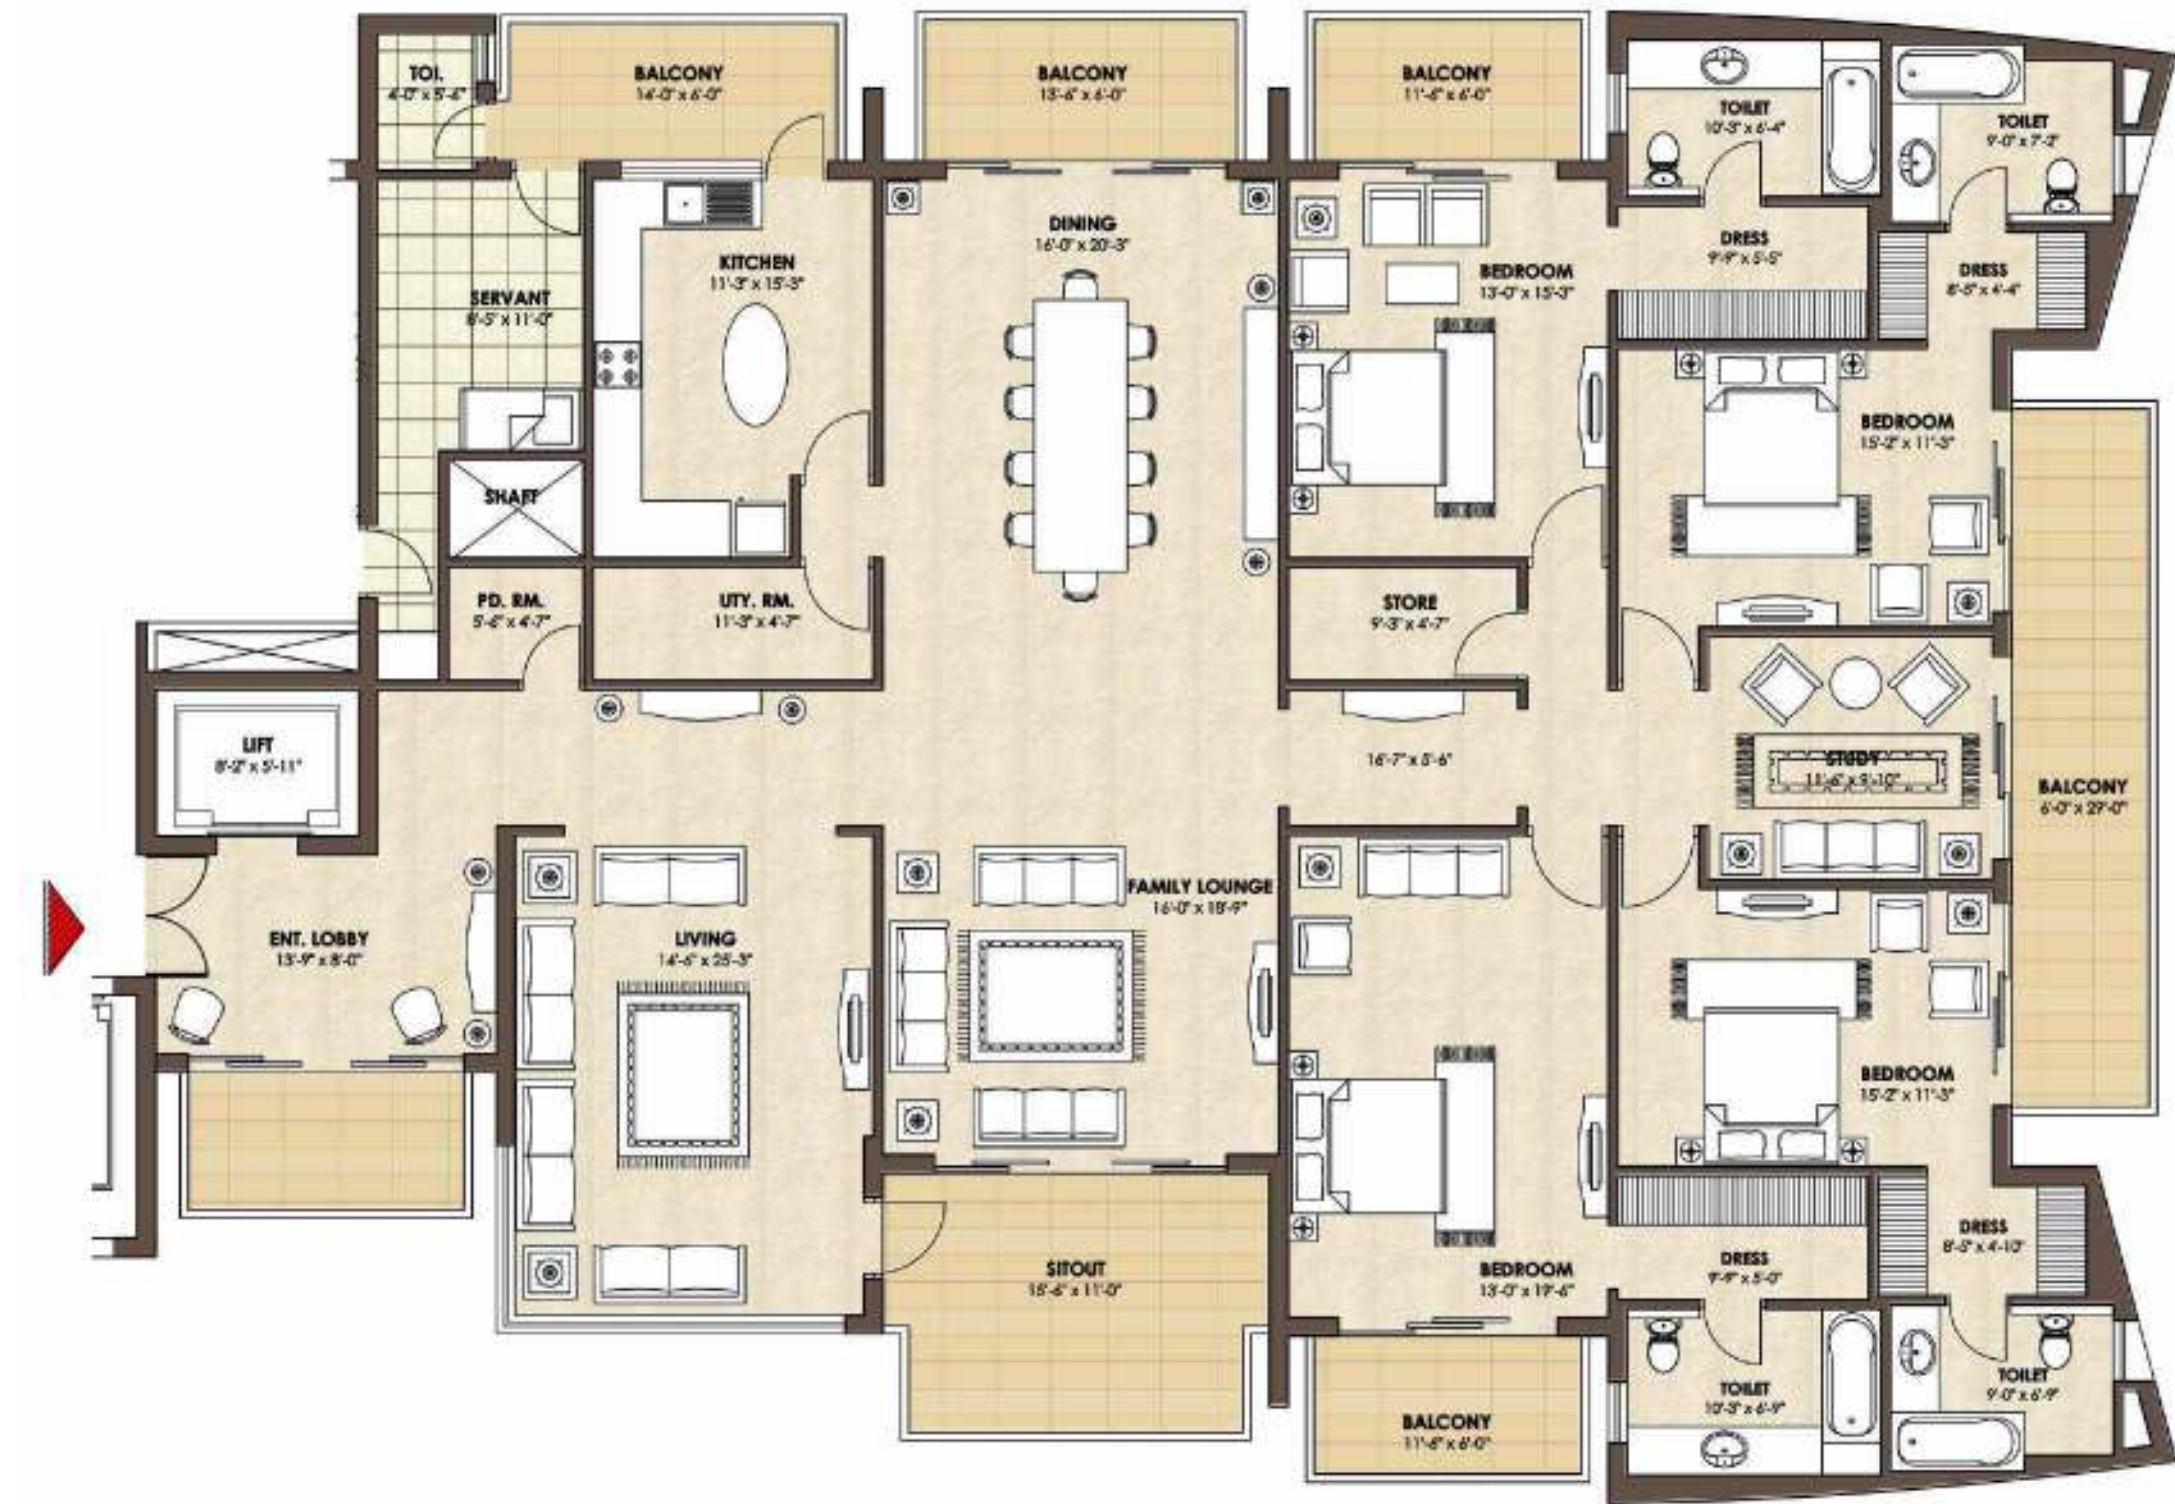 TOI.
4'-0" x 5'-6"
BALCONY
14'-0" x 6'-0"
BALCONY
13'-6" x 6'-0"
BALCONY
11'-6" x 6'-0"
TOILET
10'-3" x 6'-4"
TOILET
9'-0" x 7'-2"
DINING
16'-0" x 20'-3"
KITCHEN
11'-3" x 15'-3"
SERVANT
8'-5" x 11'-0"
BEDROOM
13'-0" x 15'-3"
DRESS
9'-9" x 5'-5"
DRESS
8'-5" x 4'-4"
BEDROOM
15'-2" x 11'-3"
SHAFT
PD. RM.
5'-6" x 4'-7"
UTY. RM.
11'-3" x 4'-7"
STORE
9'-3" x 4'-7"
LIFT
8'-2" x 5'-11"
16'-7" x 5'-6"
STUDY
11'-6" x 9'-10"
BALCONY
6'-0" x 29'-0"
ENT. LOBBY
13'-9" x 8'-0"
LIVING
14'-6" x 25'-3"
FAMILY LOUNGE
16'-0" x 18'-9"
BEDROOM
15'-2" x 11'-3"
SITOUT
15'-6" x 11'-0"
BEDROOM
13'-0" x 19'-6"
DRESS
9'-9" x 5'-0"
DRESS
8'-5" x 4'-10"
TOILET
10'-3" x 6'-9"
TOILET
9'-0" x 6'-9"
BALCONY
11'-6" x 6'-0"